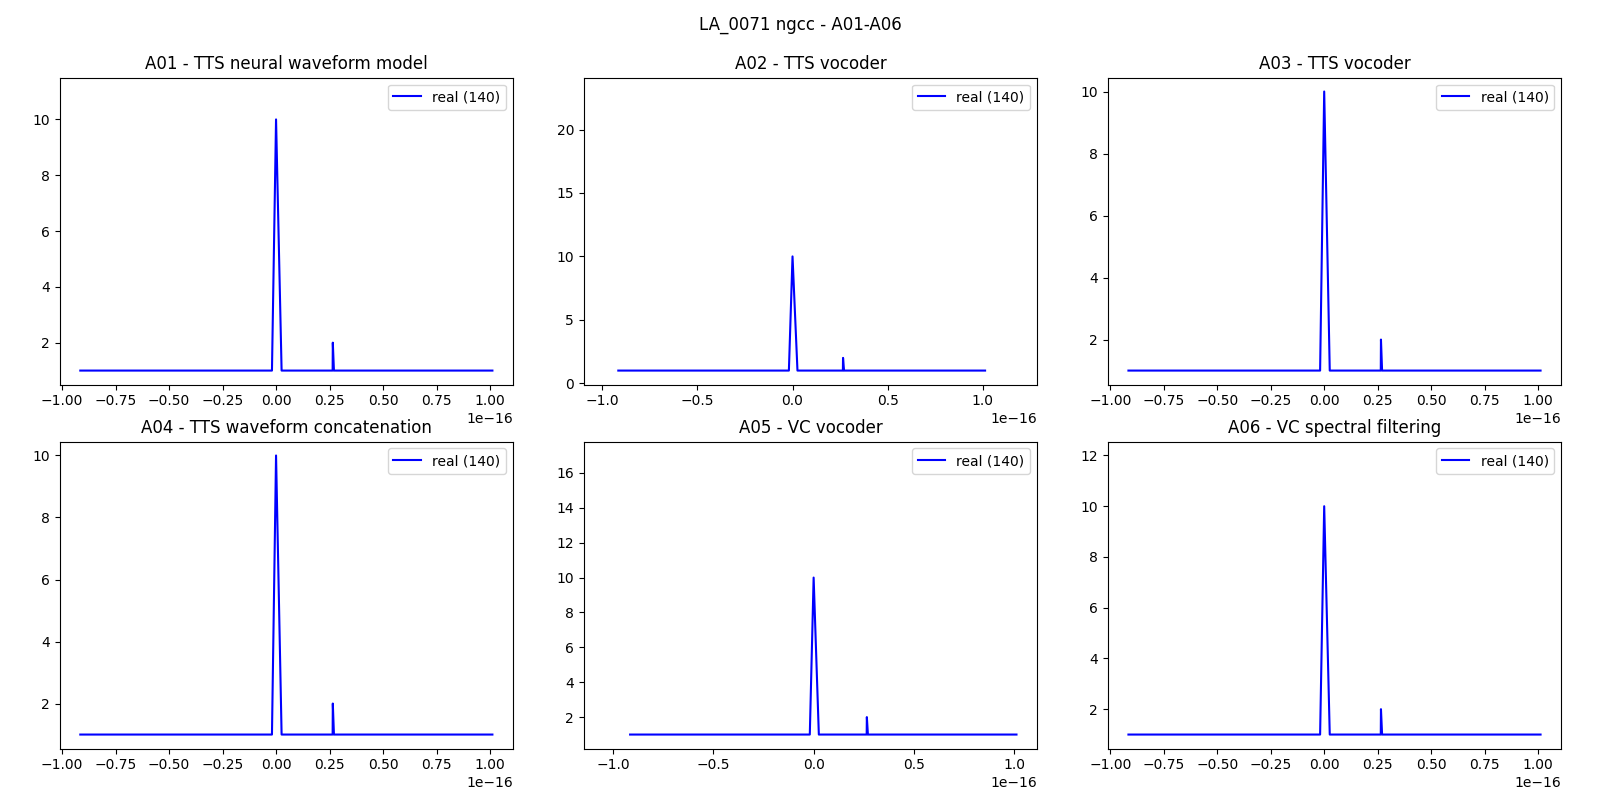 LA_0071 ngcc - A01-A06
A01 - TTS neural waveform model
A02 - TTS vocoder
A03 - TTS vocoder
real (140)
real (140)
real (140)
10
8
6
4
2
20
15
10
5
0
10
8
6
4
2
−1.00 −0.75 −0.50 −0.25 0.00 0.25 0.50 0.75 1.00
1e−16
−1.0 −0.5 0.0 0.5 1.0
1e−16
−1.00 −0.75 −0.50 −0.25 0.00 0.25 0.50 0.75 1.00
1e−16
A04 - TTS waveform concatenation
A05 - VC vocoder
A06 - VC spectral filtering
real (140)
real (140)
real (140)
10
8
6
4
2
16
14
12
10
8
6
4
2
12
10
8
6
4
2
−1.00 −0.75 −0.50 −0.25 0.00 0.25 0.50 0.75 1.00
1e−16
−1.0 −0.5 0.0 0.5 1.0
1e−16
−1.00 −0.75 −0.50 −0.25 0.00 0.25 0.50 0.75 1.00
1e−16